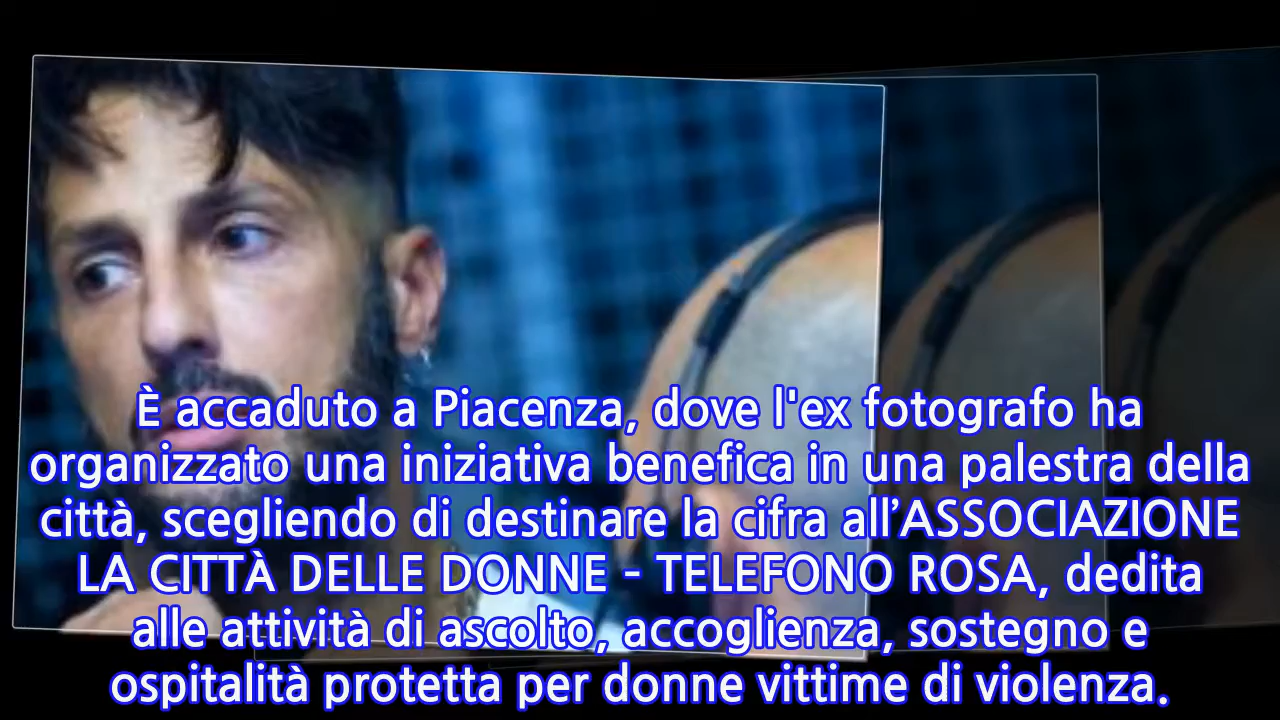 È accaduto a Piacenza, dove l'ex fotografo ha
organizzato una iniziativa benefica in una palestra della
città, scegliendo di destinare la cifra all’ASSOCIAZIONE
LA CITTÀ DELLE DONNE - TELEFONO ROSA, dedita
alle attività di ascolto, accoglienza, sostegno e
ospitalità protetta per donne vittime di violenza.